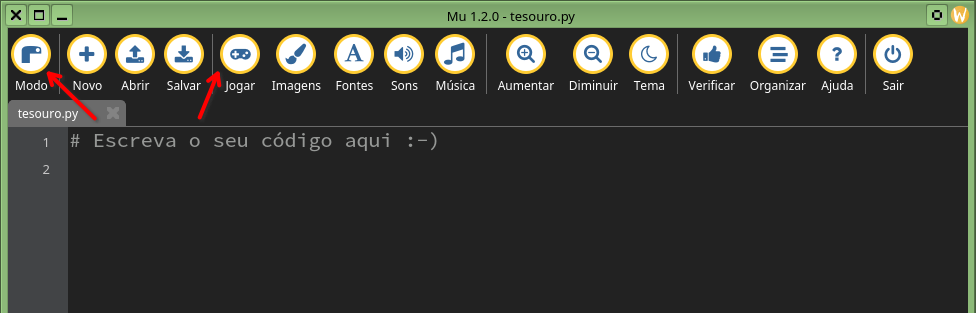 Mu 1.2.0 - tesouro.py
Modo Novo Abrir Salvar Jogar Imagens Fontes Sons Música Aumentar Diminuir Tema Verificar Organizar Ajuda Sair
tesouro.py
1 # Escreva o seu código aqui :-)
2